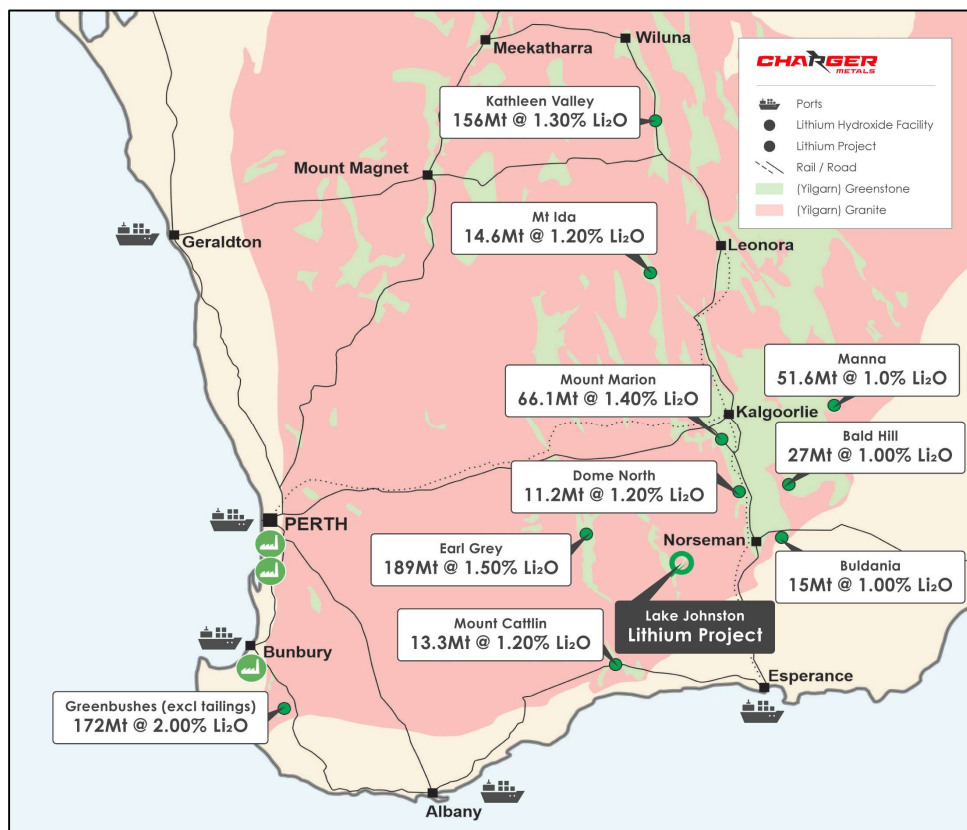 Meekatharra
Wiluna
CHARGER
METALS
Ports
Lithium Hydroxide Facility
Lithium Project
Rail / Road
(Yilgarn) Greenstone
(Yilgarn) Granite
Kathleen Valley
156Mt @ 1.30% Li₂O
Mount Magnet
Mt Ida
14.6Mt @ 1.20% Li₂O
Geraldton
Leonora
Manna
51.6Mt @ 1.0% Li₂O
Mount Marion
66.1Mt @ 1.40% Li₂O
Kalgoorlie
Bald Hill
27Mt @ 1.00% Li₂O
Dome North
11.2Mt @ 1.20% Li₂O
PERTH
Earl Grey
189Mt @ 1.50% Li₂O
Norseman
Buldania
15Mt @ 1.00% Li₂O
Lake Johnston
Lithium Project
Mount Cattlin
13.3Mt @ 1.20% Li₂O
Bunbury
Esperance
Greenbushes (excl tailings)
172Mt @ 2.00% Li₂O
Albany